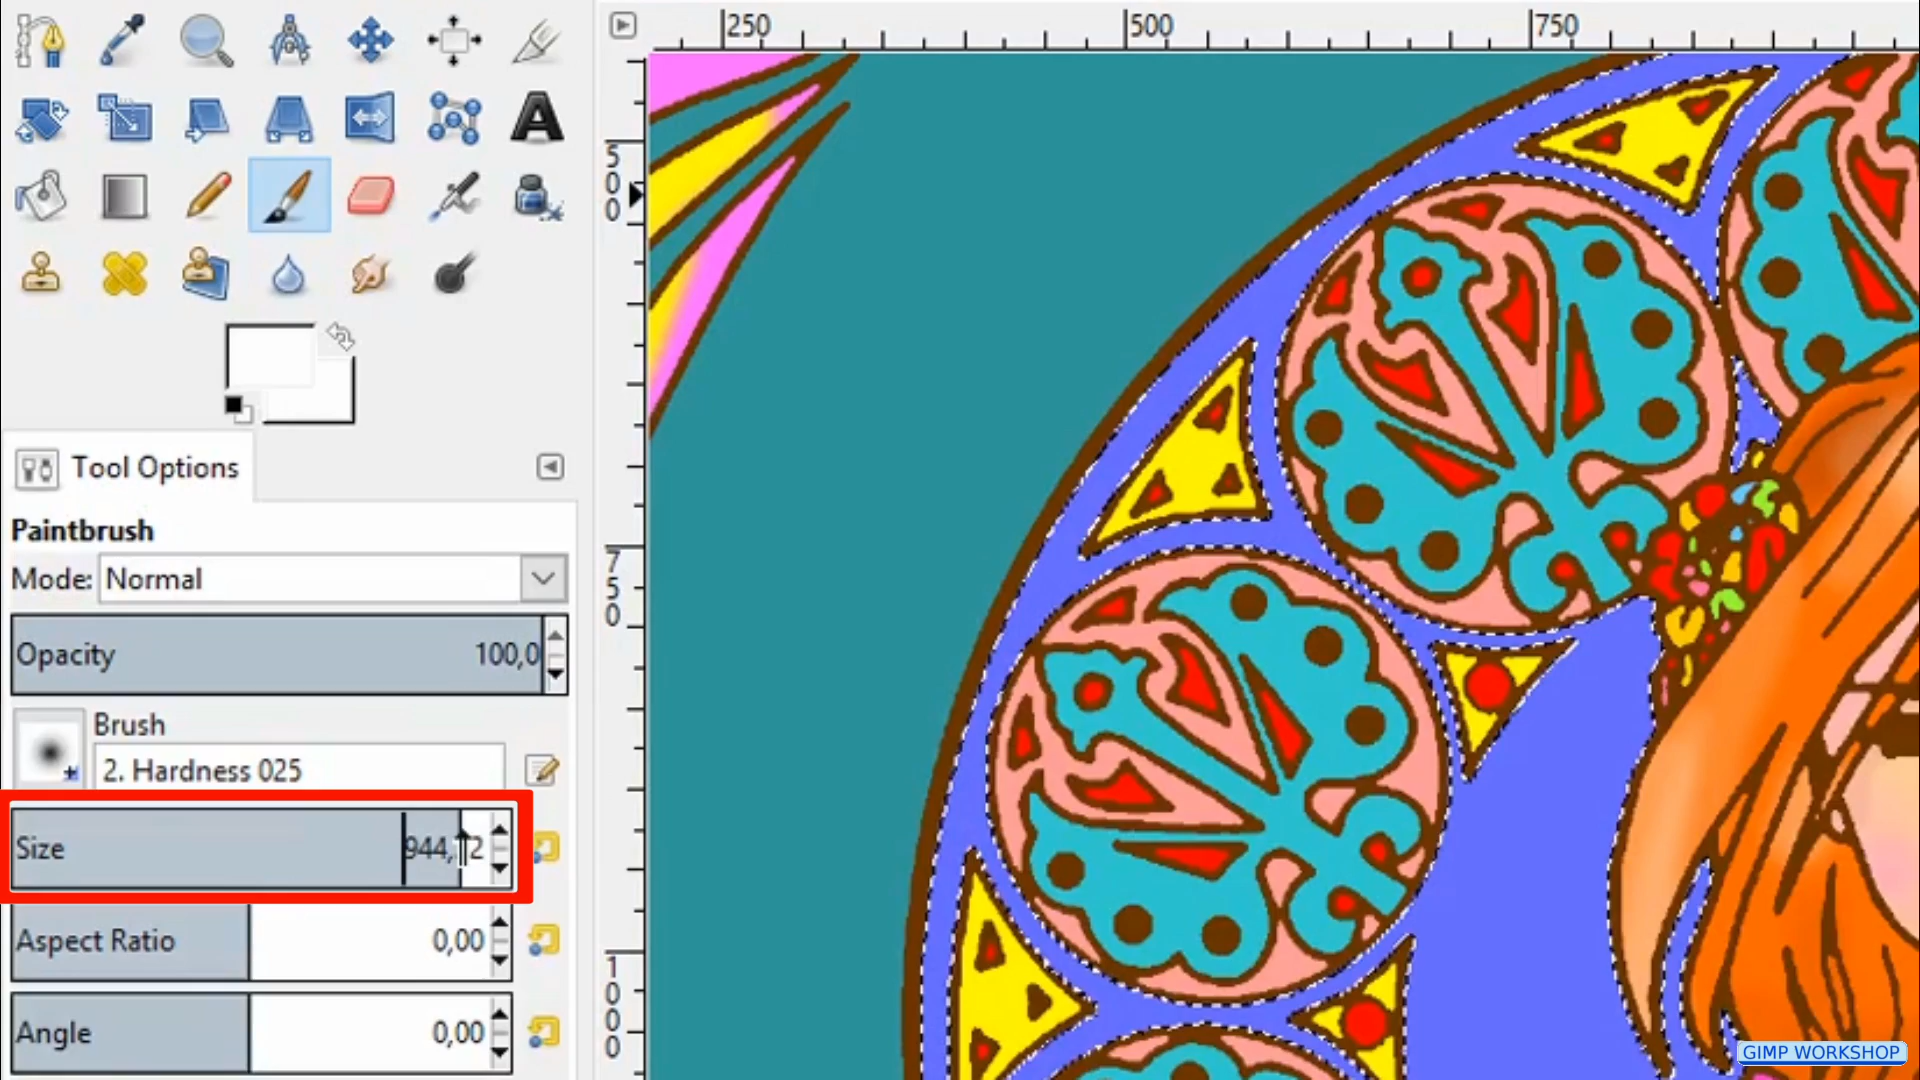 250
500
750
50
750
1000
Tool Options
Paintbrush
Mode: Normal
Opacity 100,0
Brush
2. Hardness 025
Size
Aspect Ratio 0,00
Angle 0,00
GIMP WORKSHOP